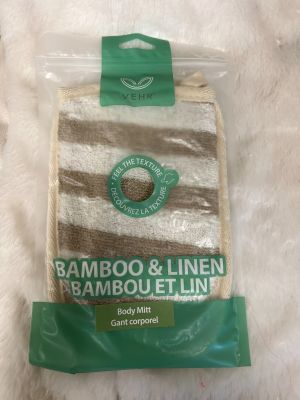 VEHR
FEEL THE TEXTURE
DÉCOUVREZ LA TEXTURE
BAMBOO & LINEN
BAMBOU ET LIN
Body Mitt
Gant corporel